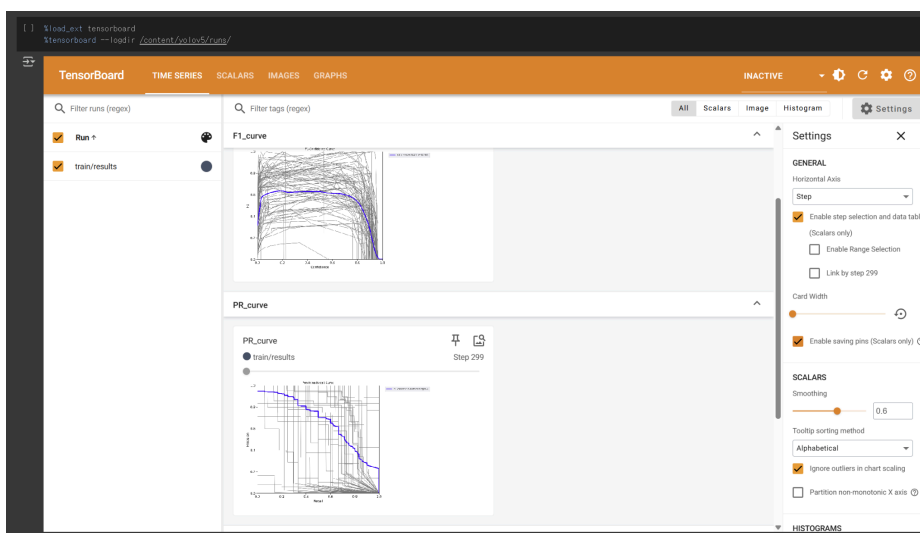 [ ] %load_ext tensorboard
%tensorboard --logdir /content/yolov5/runs/
TensorBoard TIME SERIES SCALARS IMAGES GRAPHS INACTIVE
Filter runs (regex)
Run
train/results
Filter tags (regex)
All Scalars Image Histogram
Settings
F1_curve
PR_curve
PR_curve
train/results Step 299
Settings
GENERAL
Horizontal Axis
Step
Enable step selection and data tabl
(Scalars only)
Enable Range Selection
Link by step 299
Card Width
Enable saving pins (Scalars only)
SCALARS
Smoothing
0.6
Tooltip sorting method
Alphabetical
Ignore outliers in chart scaling
Partition non-monotonic X axis
HISTOGRAMS